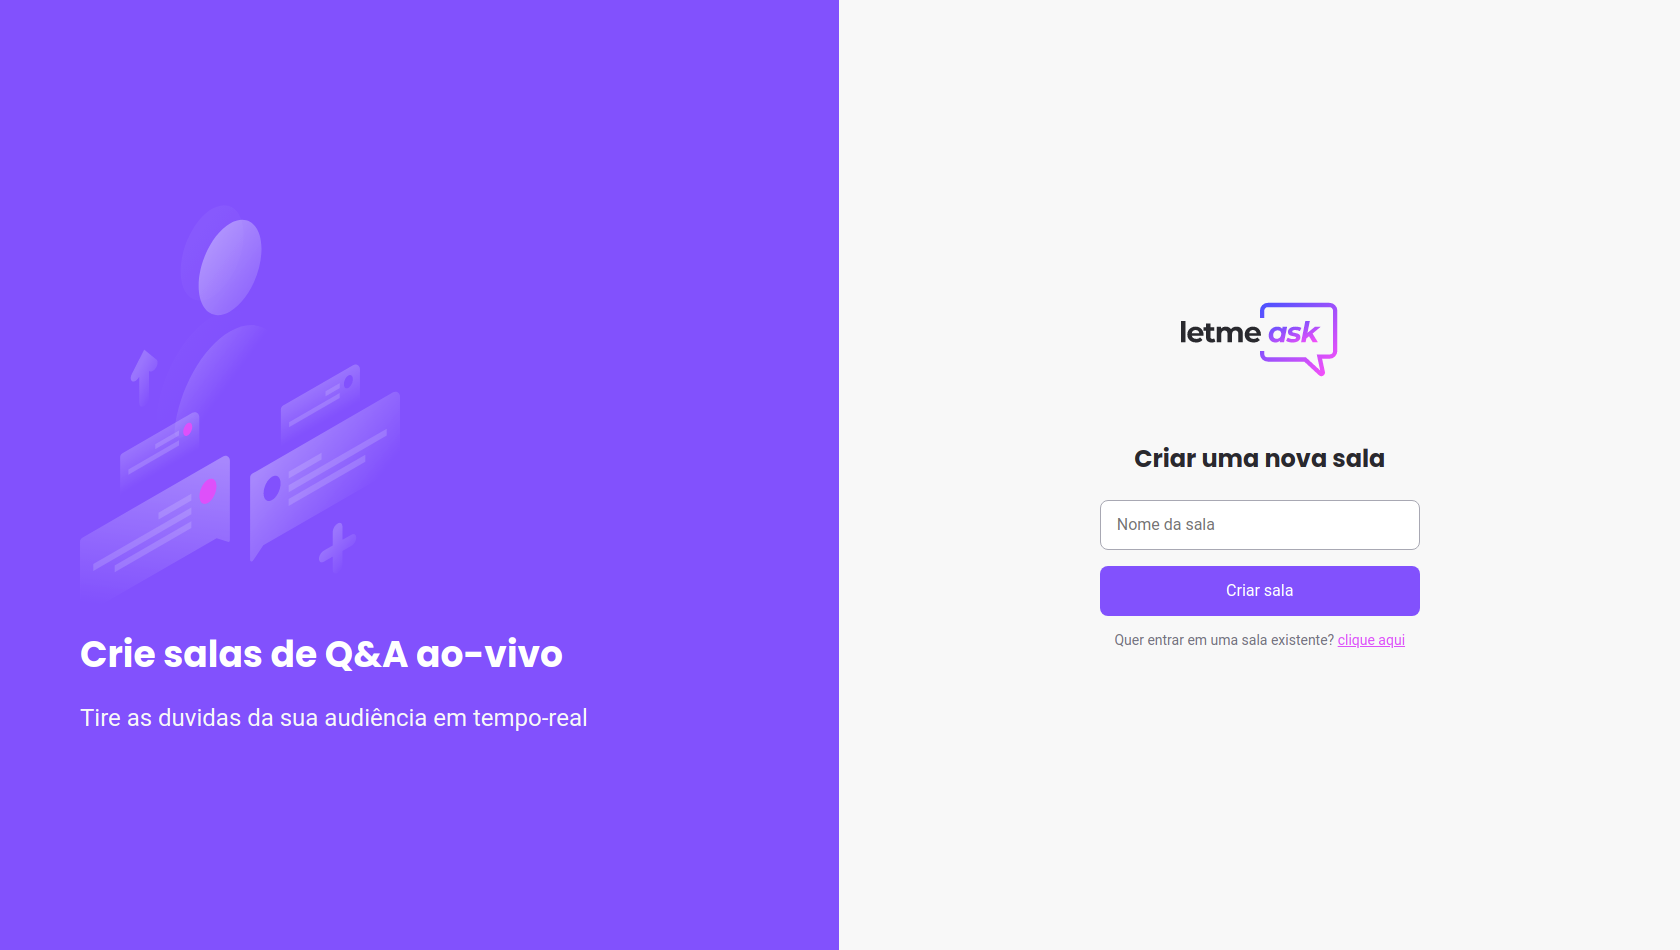 Crie salas de Q&A ao-vivo
Tire as duvidas da sua audiência em tempo-real
letme ask
Criar uma nova sala
Nome da sala
Criar sala
Quer entrar em uma sala existente? clique aqui